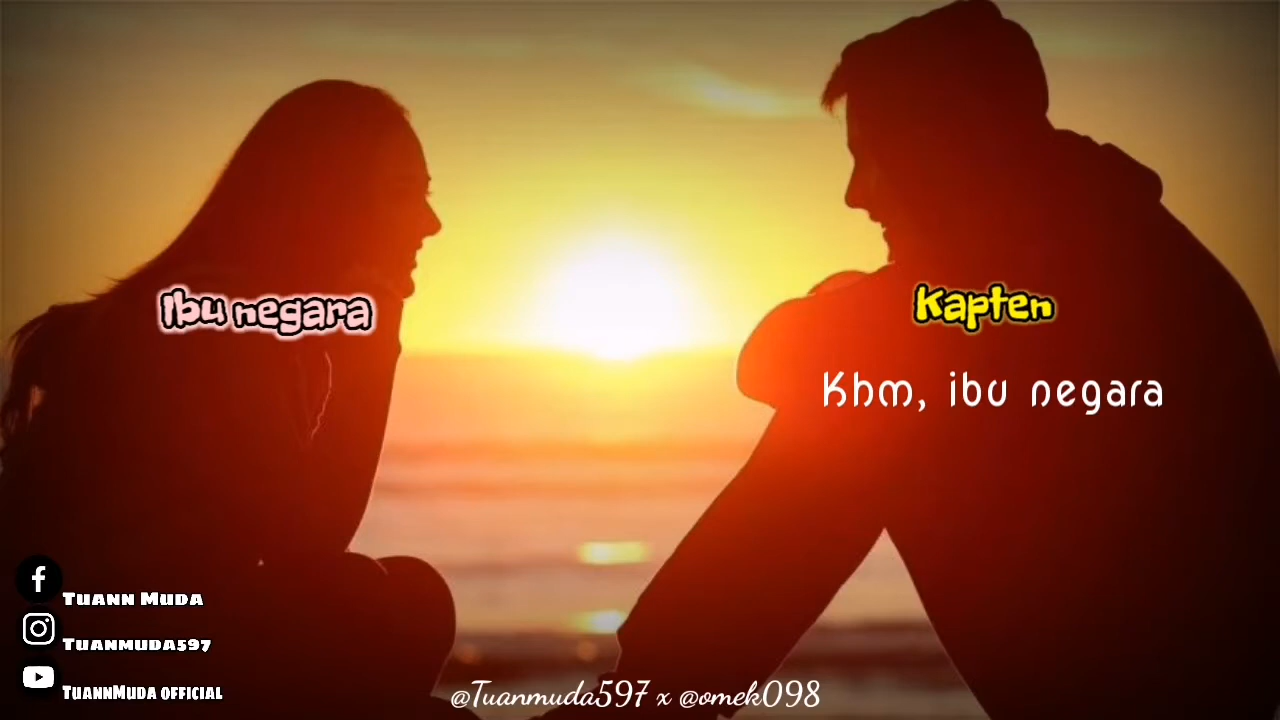 Ibu negara
Kapten
Khm, ibu negara
Tuann Muda
Tuanmuda597
TuannMuda official
@Tuanmuda597 x @omek098